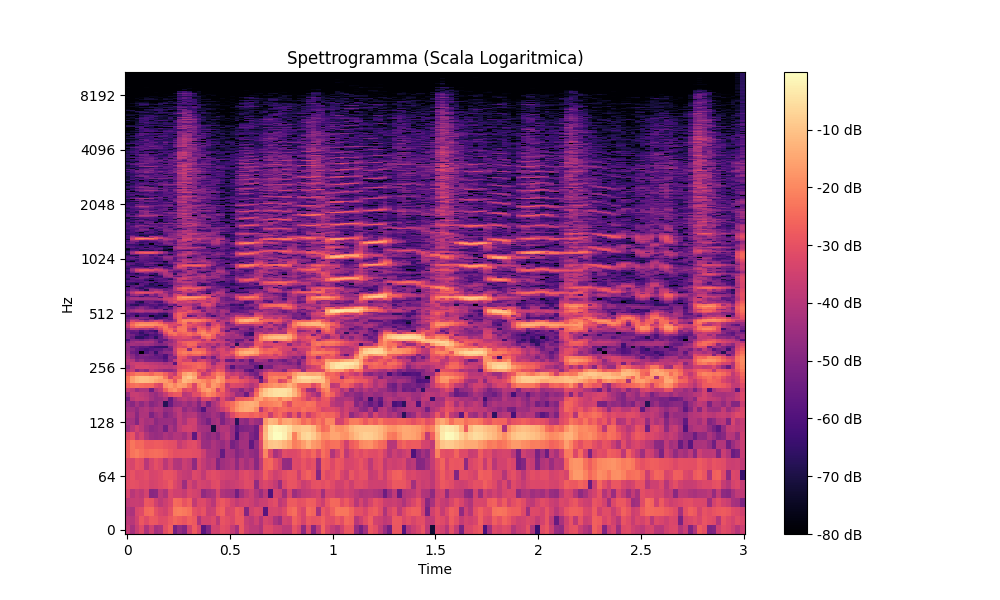 Spettrogramma (Scala Logaritmica)
8192
4096
2048
1024
512
256
128
64
0
Hz
0
0.5
1
1.5
2
2.5
3
Time
-10 dB
-20 dB
-30 dB
-40 dB
-50 dB
-60 dB
-70 dB
-80 dB